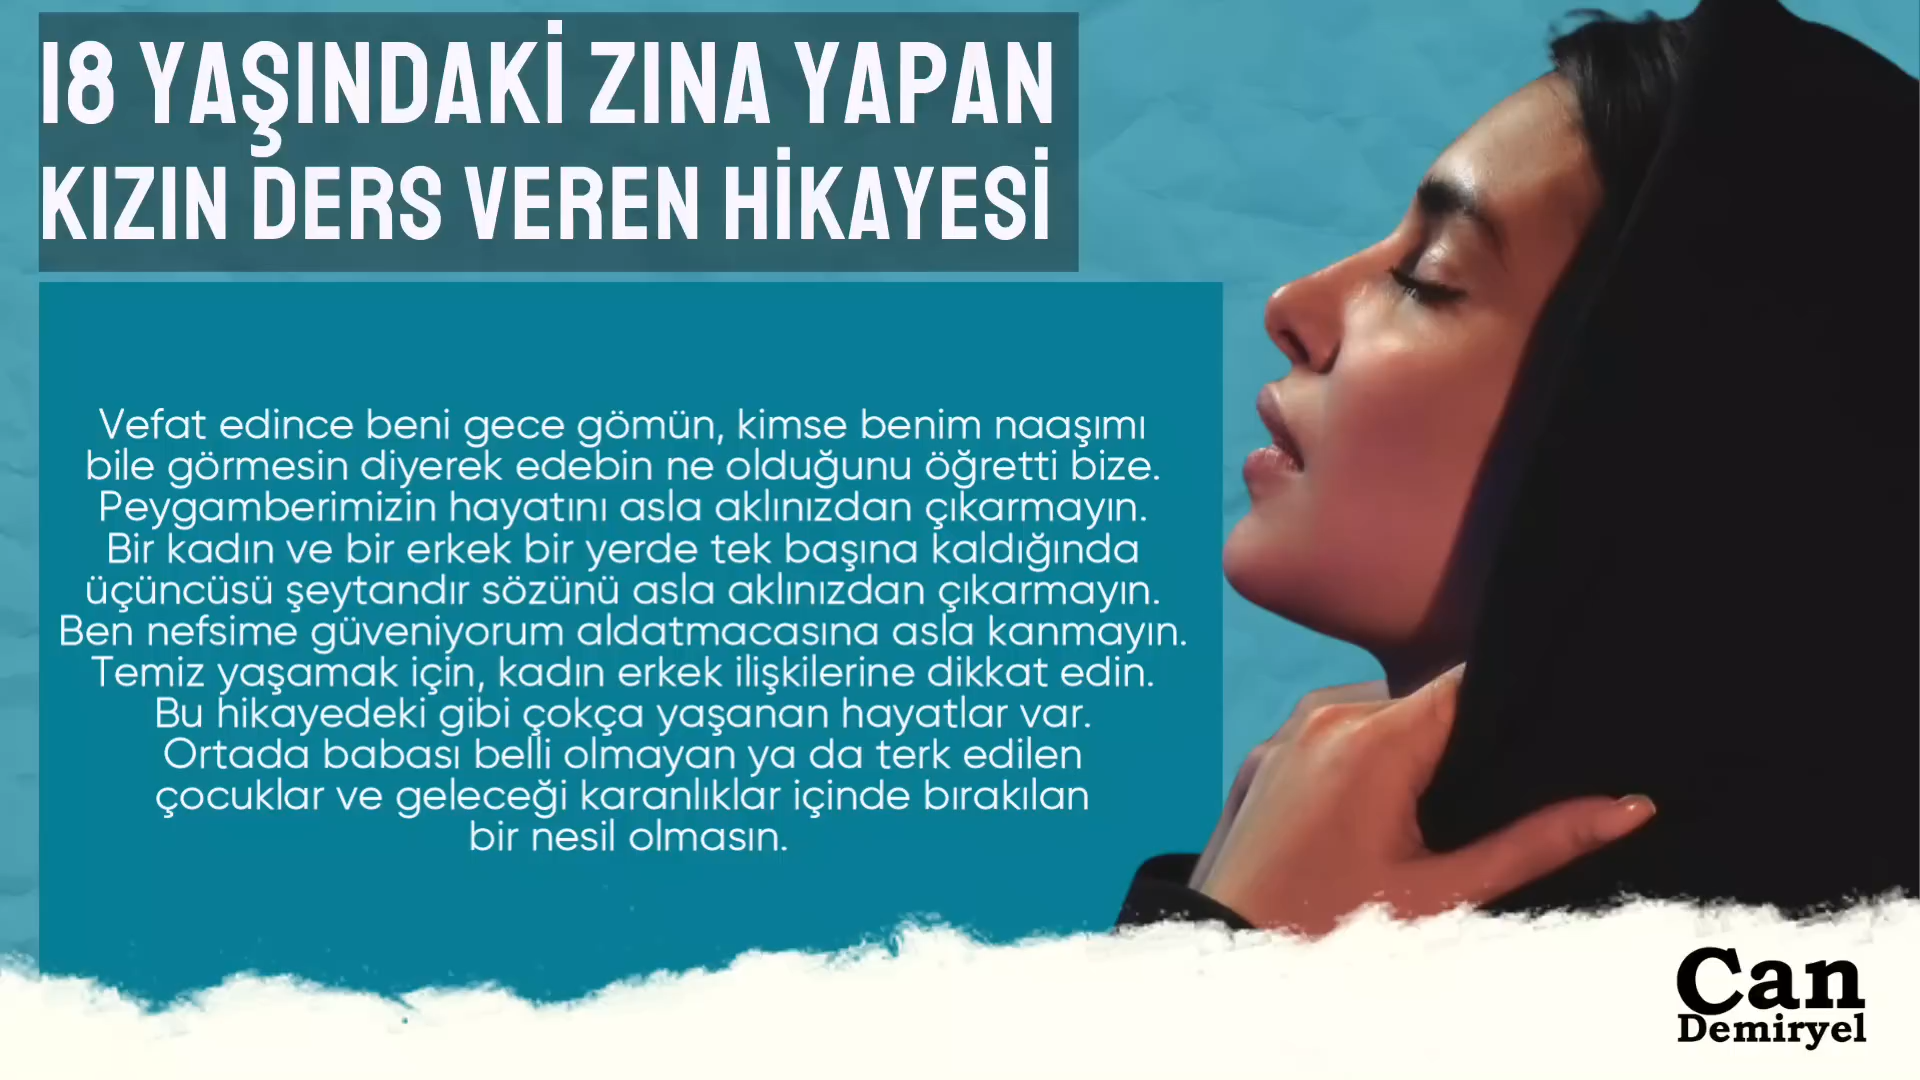 18 YAŞINDAKİ ZINA YAPAN
KIZIN DERS VEREN HİKAYESİ
Vefat edince beni gece gömün, kimse benim naaşımı
bile görmesin diyerek edebin ne olduğunu öğretti bize.
Peygamberimizin hayatını asla aklınızdan çıkarmayın.
Bir kadın ve bir erkek bir yerde tek başına kaldığında
üçüncüsü şeytandır sözünü asla aklınızdan çıkarmayın.
Ben nefsime güveniyorum aldatmacasına asla kanmayın.
Temiz yaşamak için, kadın erkek ilişkilerine dikkat edin.
Bu hikayedeki gibi çokça yaşanan hayatlar var.
Ortada babası belli olmayan ya da terk edilen
çocuklar ve geleceği karanlıklar içinde bırakılan
bir nesil olmasın.
Can
Demiryel